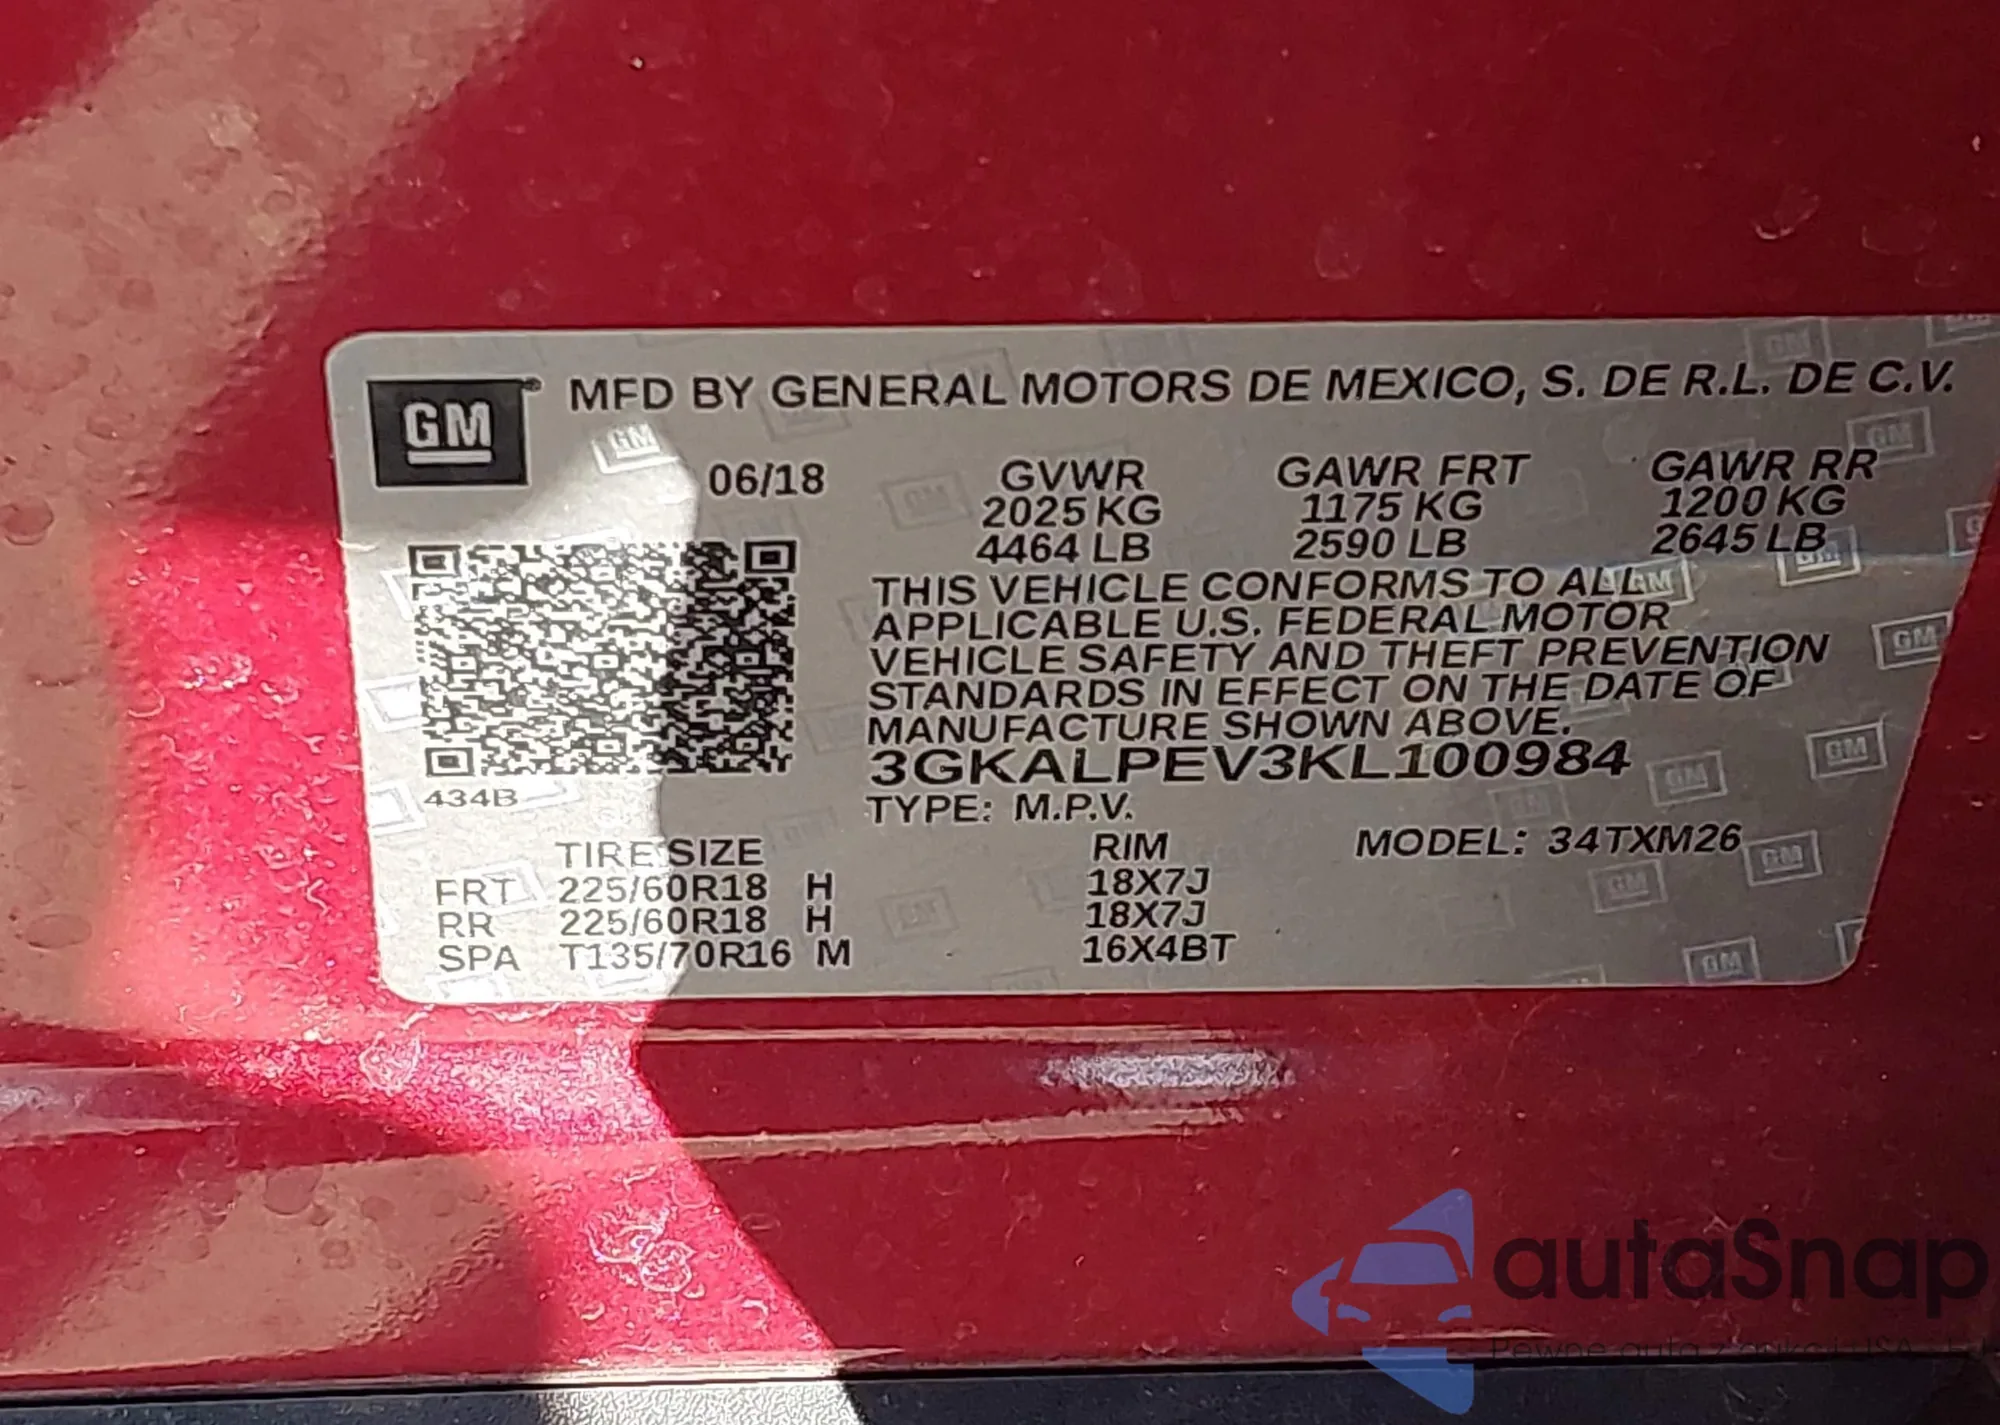 GM MFD BY GENERAL MOTORS DE MEXICO, S. DE R.L. DE C.V.
06/18 GVWR GAWR FRT GAWR RR
2025 KG 1175 KG 1200 KG
4464 LB 2590 LB 2645 LB
THIS VEHICLE CONFORMS TO ALL
APPLICABLE U.S. FEDERAL MOTOR
VEHICLE SAFETY AND THEFT PREVENTION
STANDARDS IN EFFECT ON THE DATE OF
MANUFACTURE SHOWN ABOVE.
3GKALPEV3KL100984
434B TYPE: M.P.V.
TIRE SIZE RIM MODEL: 34TXM26
FRT 225/60R18 H 18X7J
RR 225/60R18 H 18X7J
SPA T135/70R16 M 16X4BT
autaSnap
Pewne auta z